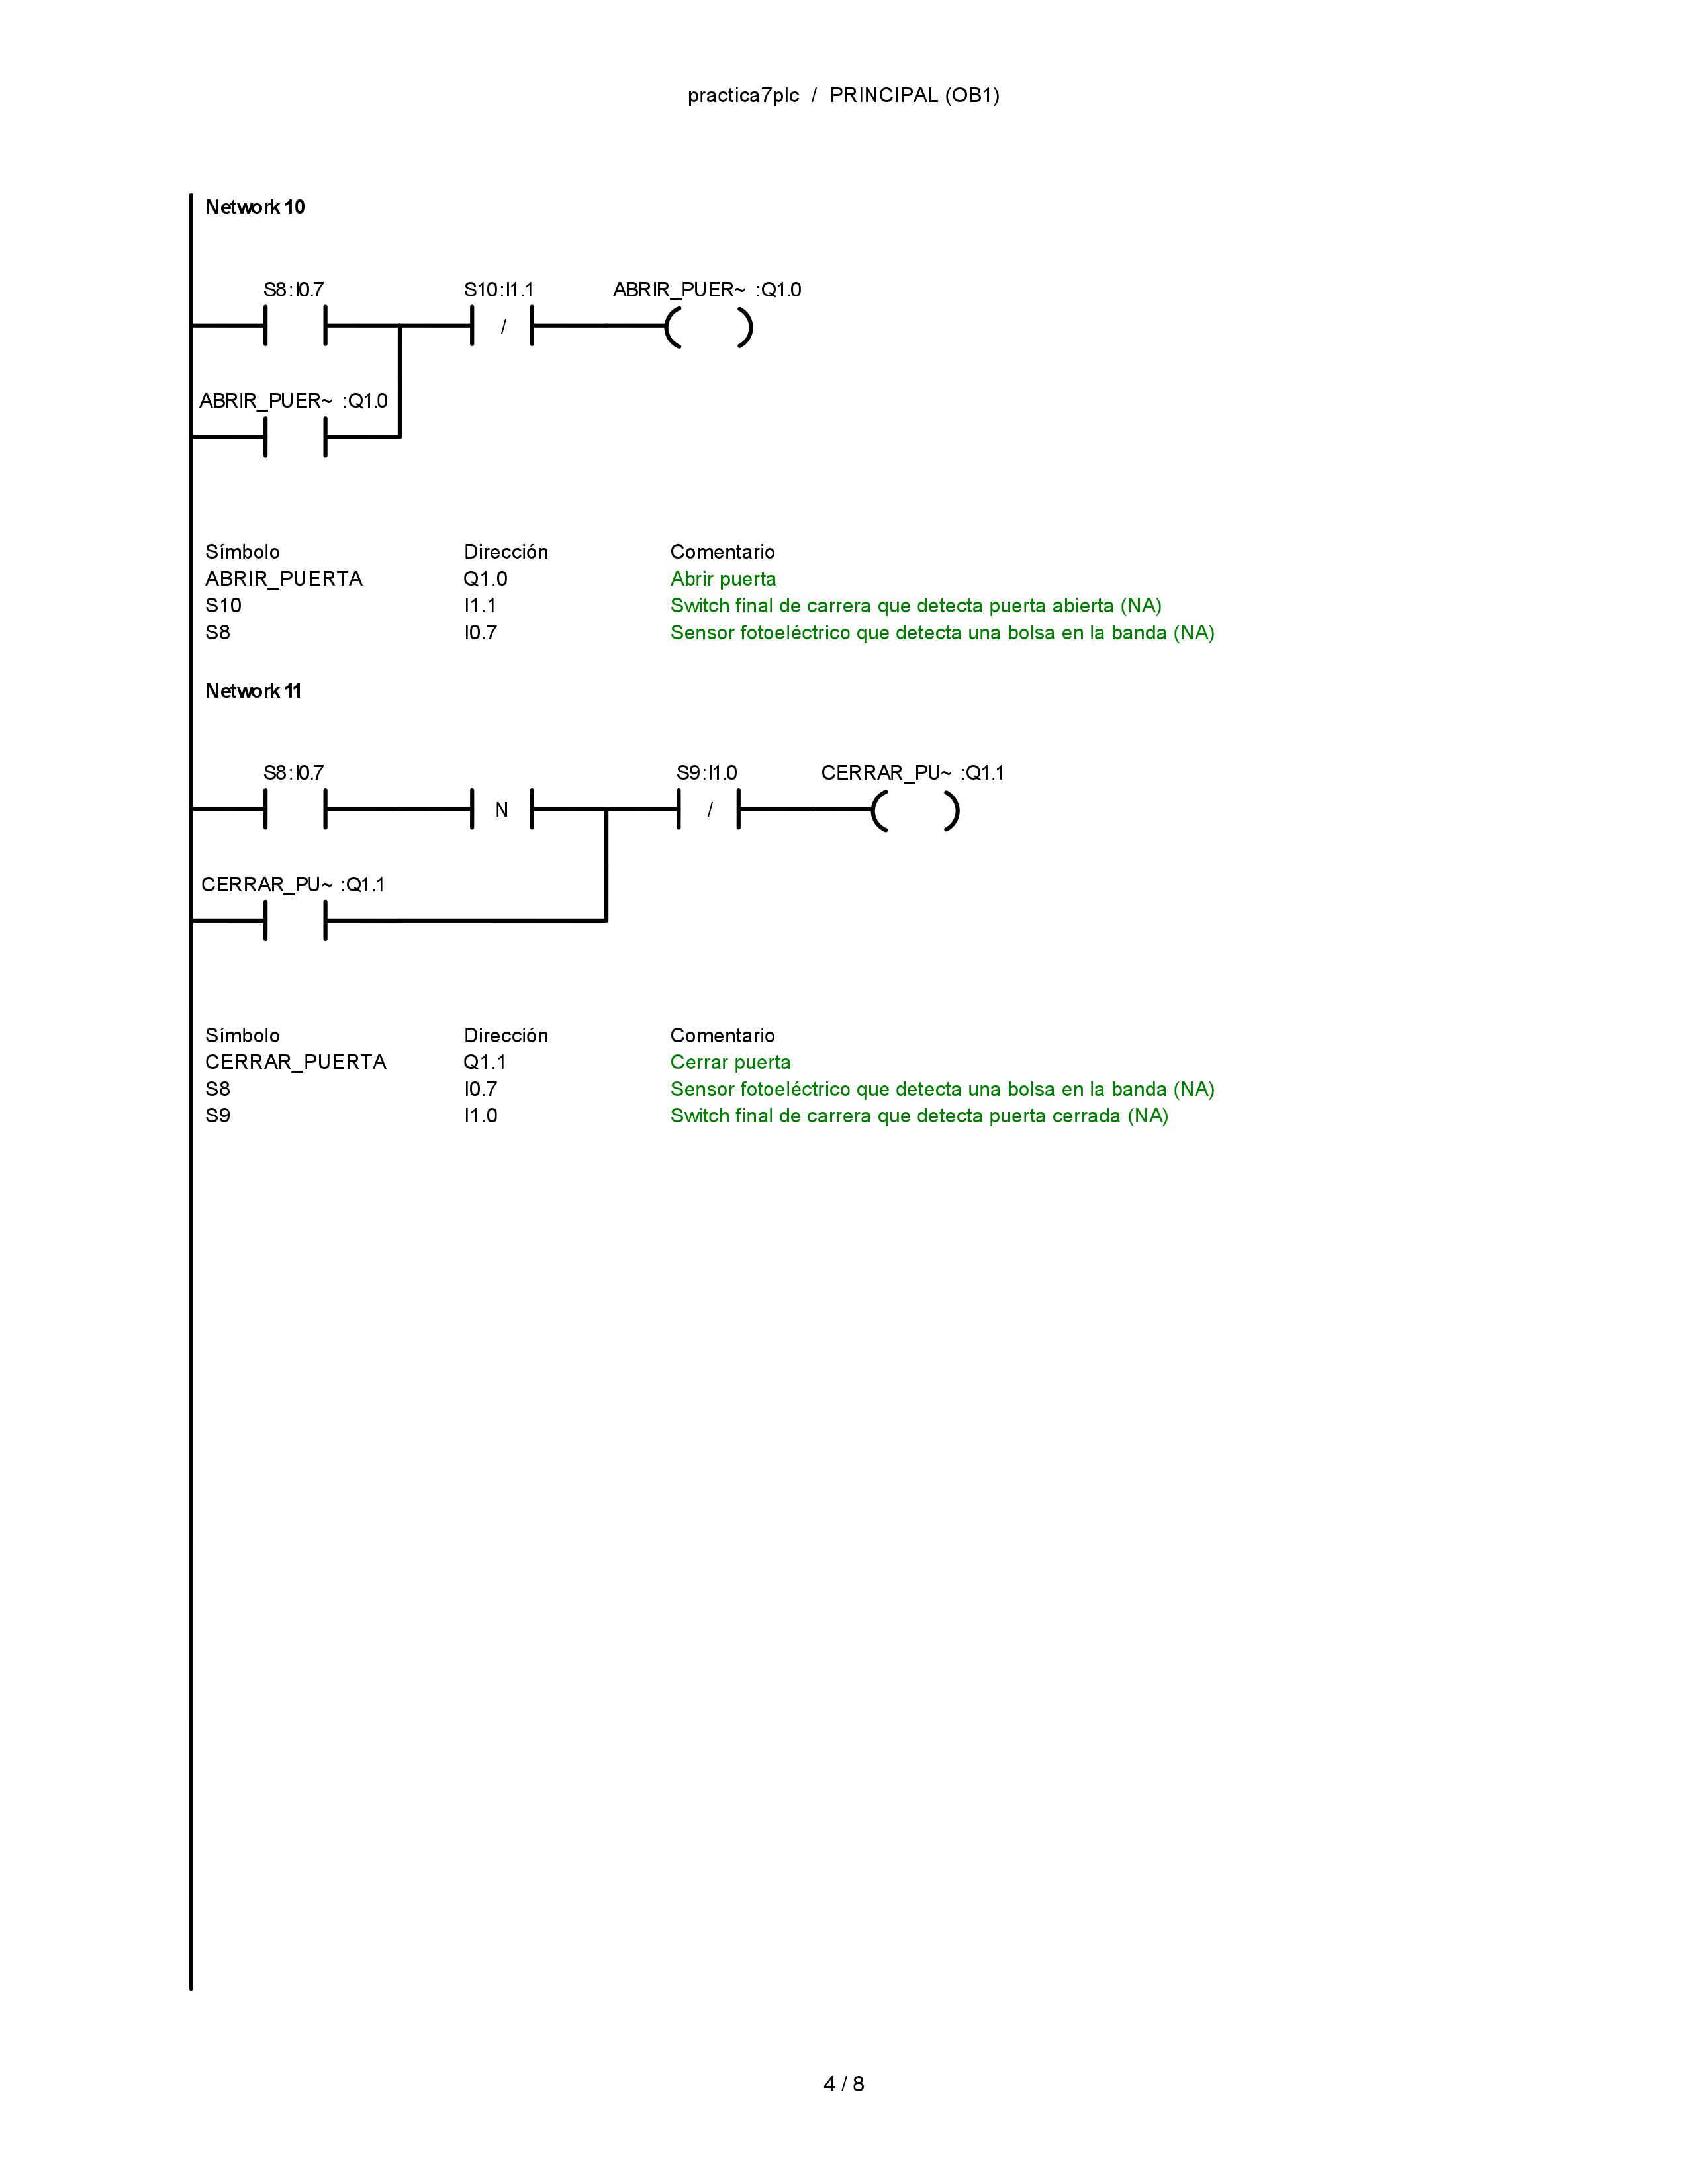 practica7plc / PRINCIPAL (OB1)
Network 10
S8:I0.7 S10:I1.1 ABRIR_PUER~ :Q1.0
/
ABRIR_PUER~ :Q1.0
Símbolo Dirección Comentario
ABRIR_PUERTA Q1.0 Abrir puerta
S10 I1.1 Switch final de carrera que detecta puerta abierta (NA)
S8 I0.7 Sensor fotoeléctrico que detecta una bolsa en la banda (NA)
Network 11
S8:I0.7 S9:I1.0 CERRAR_PU~ :Q1.1
N /
CERRAR_PU~ :Q1.1
Símbolo Dirección Comentario
CERRAR_PUERTA Q1.1 Cerrar puerta
S8 I0.7 Sensor fotoeléctrico que detecta una bolsa en la banda (NA)
S9 I1.0 Switch final de carrera que detecta puerta cerrada (NA)
4 / 8